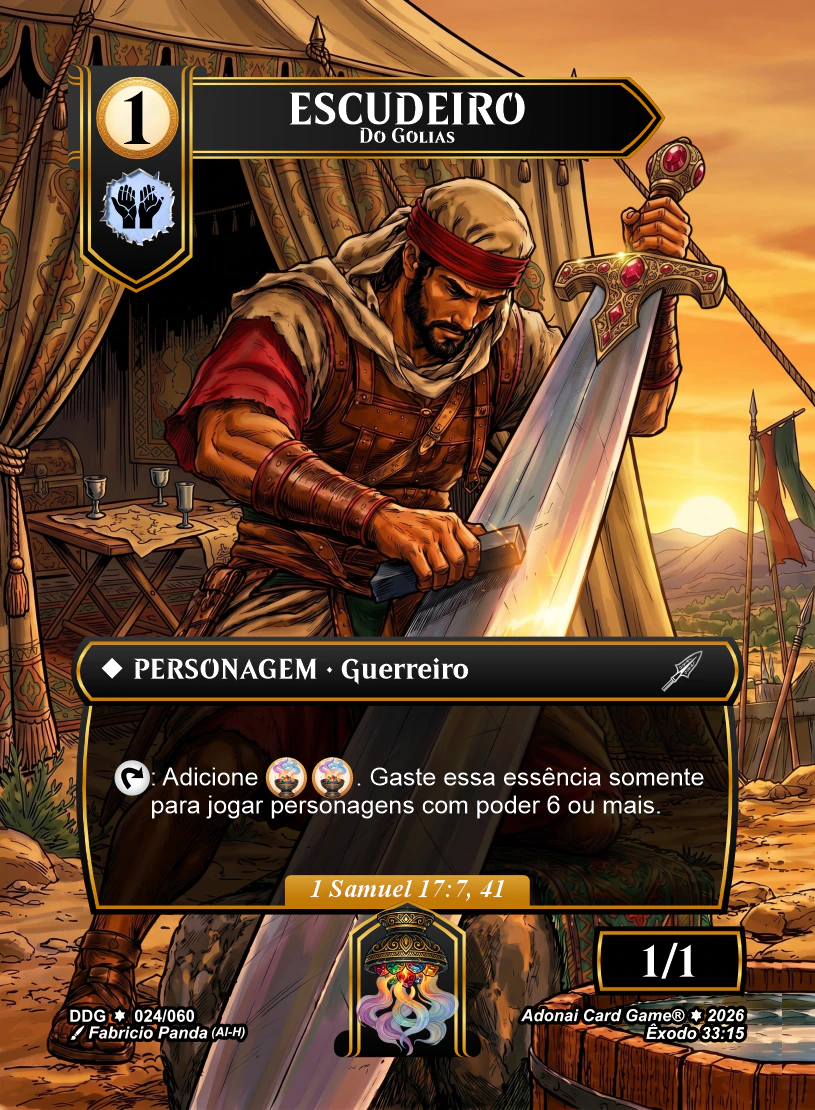 1
ESCUDEIRO
Do Golias
◆ PERSONAGEM · Guerreiro
: Adicione . Gaste essa essência somente
para jogar personagens com poder 6 ou mais.
1 Samuel 17:7, 41
1/1
DDG ✸ 024/060
Fabricio Panda (AI-H)
Adonai Card Game® ✸ 2026
Êxodo 33:15